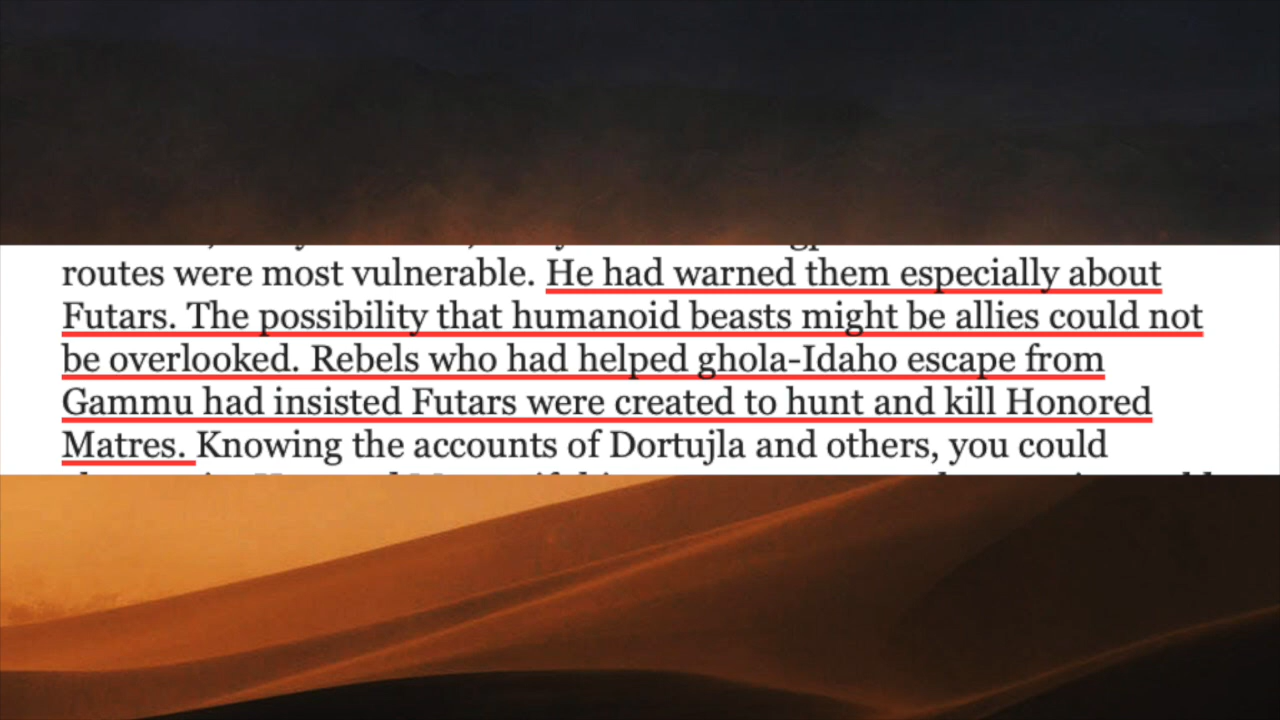 routes were most vulnerable. He had warned them especially about
Futars. The possibility that humanoid beasts might be allies could not
be overlooked. Rebels who had helped ghola-Idaho escape from
Gammu had insisted Futars were created to hunt and kill Honored
Matres. Knowing the accounts of Dortujla and others, you could